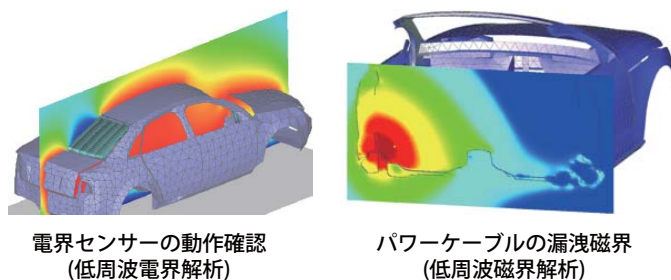 電界センサーの動作確認
(低周波電界解析)
パワーケーブルの漏洩磁界
(低周波磁界解析)